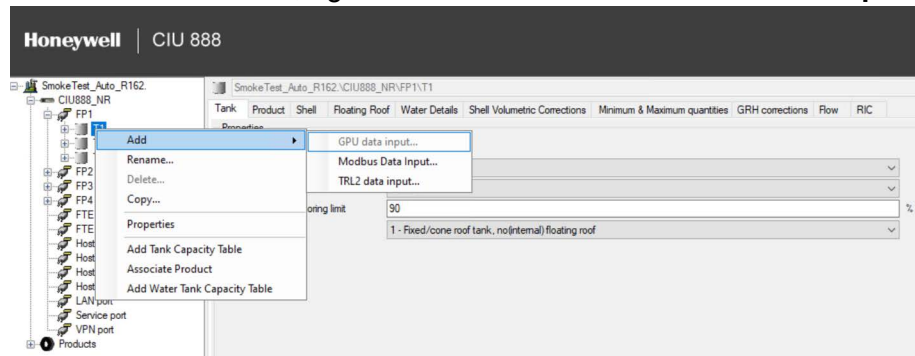 Honeywell | CIU 888
SmokeTest_Auto_R162.
CIU888_NR
FP1
T1
FP2
FP3
FP4
FTE
FTE
Host
Host
Host
Host
LAN port
Service port
VPN port
Products
SmokeTest_Auto_R162.\CIU888_NR\FP1\T1
Tank Product Shell Floating Roof Water Details Shell Volumetric Corrections Minimum & Maximum quantities GRH corrections Flow RIC
Properties
Add
Rename...
Delete...
Copy...
Properties
Add Tank Capacity Table
Associate Product
Add Water Tank Capacity Table
GPU data input...
Modbus Data Input...
TRL2 data input...
oring limit 90 %
1 - Fixed/cone roof tank, no(internal) floating roof